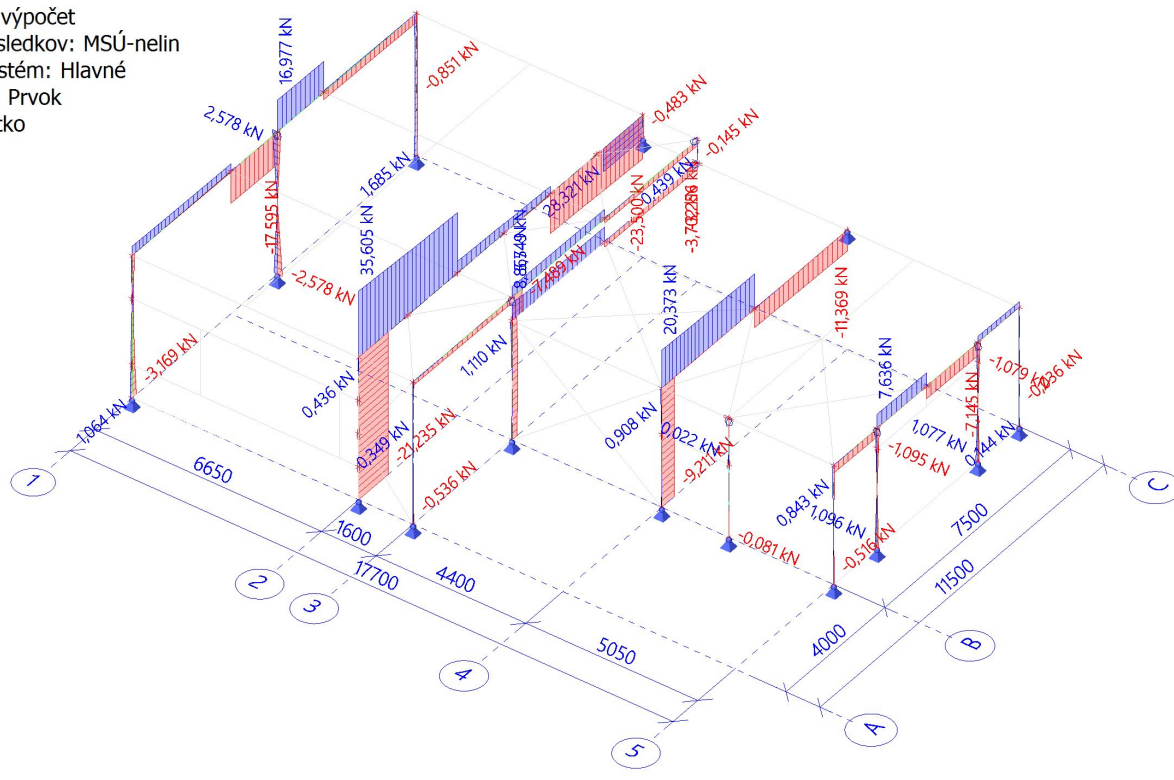 výpočet
sledkov: MSÚ-nelin
stém: Hlavné
Prvok
tko
16,977 kN
-0,851 kN
2,578 kN
-0,483 kN
-0,145 kN
1,685 kN
-17,595 kN
-2,578 kN
35,605 kN
28,321 kN
0,439 kN
-23,500 kN
-7,489 kN
20,373 kN
-11,369 kN
1,110 kN
-3,169 kN
1,064 kN
0,436 kN
0,349 kN
-21,235 kN
-0,536 kN
0,908 kN
0,022 kN
-9,211 kN
7,636 kN
-7,145 kN
1,077 kN
-1,095 kN
0,144 kN
0,843 kN
1,096 kN
-0,516 kN
-0,081 kN
1
6650
1600
17700
2
3
4400
4
5050
5
4000
7500
11500
A
B
C